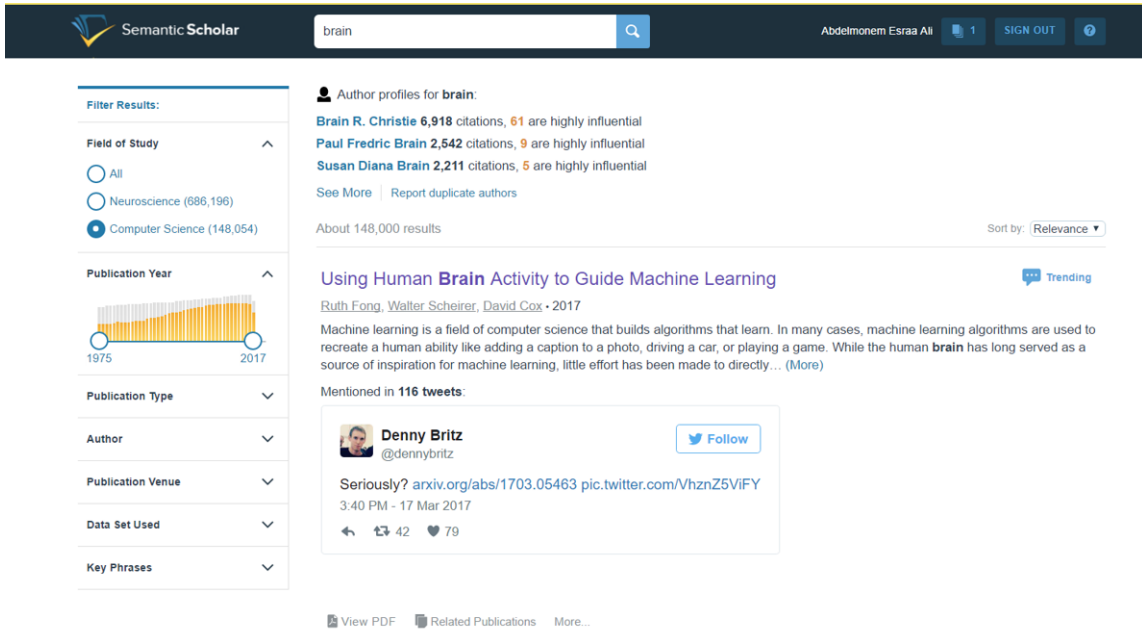 Semantic Scholar
brain
Abdelmonem Esraa Ali
1
SIGN OUT
?
Filter Results:
Field of Study
All
Neuroscience (686,196)
Computer Science (148,054)
Publication Year
1975 2017
Publication Type
Author
Publication Venue
Data Set Used
Key Phrases
Author profiles for brain:
Brain R. Christie 6,918 citations, 61 are highly influential
Paul Fredric Brain 2,542 citations, 9 are highly influential
Susan Diana Brain 2,211 citations, 5 are highly influential
See More Report duplicate authors
About 148,000 results
Sort by: Relevance
Using Human Brain Activity to Guide Machine Learning
Trending
Ruth Fong, Walter Scheirer, David Cox • 2017
Machine learning is a field of computer science that builds algorithms that learn. In many cases, machine learning algorithms are used to
recreate a human ability like adding a caption to a photo, driving a car, or playing a game. While the human brain has long served as a
source of inspiration for machine learning, little effort has been made to directly… (More)
Mentioned in 116 tweets:
Denny Britz
@dennybritz
Follow
Seriously? arxiv.org/abs/1703.05463 pic.twitter.com/VhznZ5ViFY
3:40 PM - 17 Mar 2017
42 79
View PDF Related Publications More...